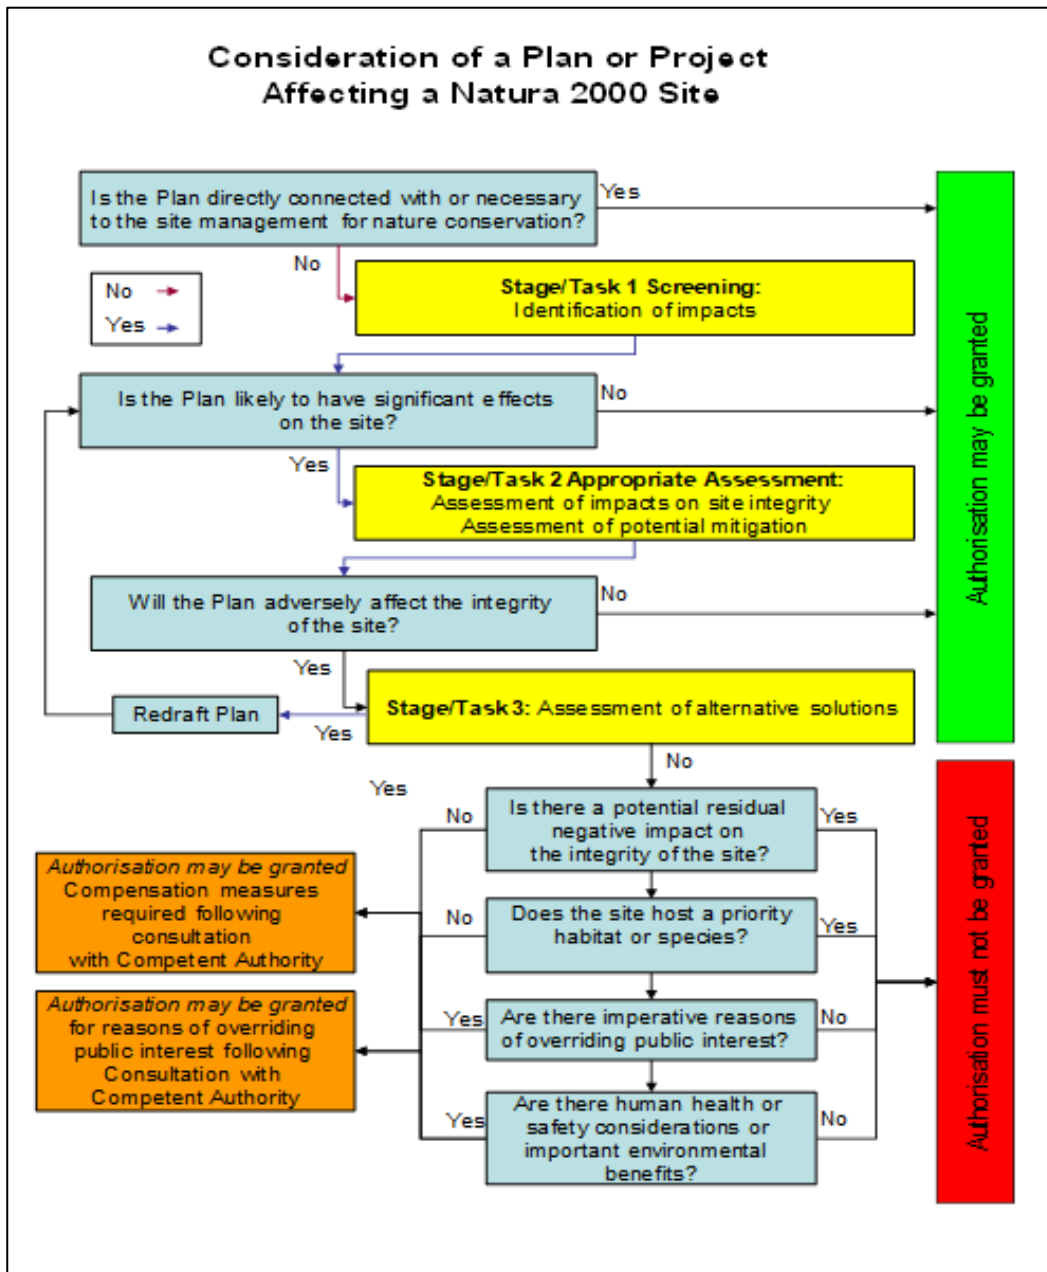 Consideration of a Plan or Project
Affecting a Natura 2000 Site
Is the Plan directly connected with or necessary
to the site management for nature conservation?
Yes
No
No
Yes
Stage/Task 1 Screening:
Identification of impacts
Is the Plan likely to have significant effects
on the site?
No
Yes
Stage/Task 2 Appropriate Assessment:
Assessment of impacts on site integrity
Assessment of potential mitigation
Will the Plan adversely affect the integrity
of the site?
No
Yes
Redraft Plan
Yes
Stage/Task 3: Assessment of alternative solutions
No
Authorisation may be granted
Yes
No
Is there a potential residual
negative impact on
the integrity of the site?
Yes
No
Does the site host a priority
habitat or species?
Yes
Yes
Are there imperative reasons
of overriding public interest?
No
Yes
Are there human health or
safety considerations or
important environmental
benefits?
No
Authorisation may be granted
Compensation measures
required following
consultation
with Competent Authority
Authorisation may be granted
for reasons of overriding
public interest following
Consultation with
Competent Authority
Authorisation must not be granted